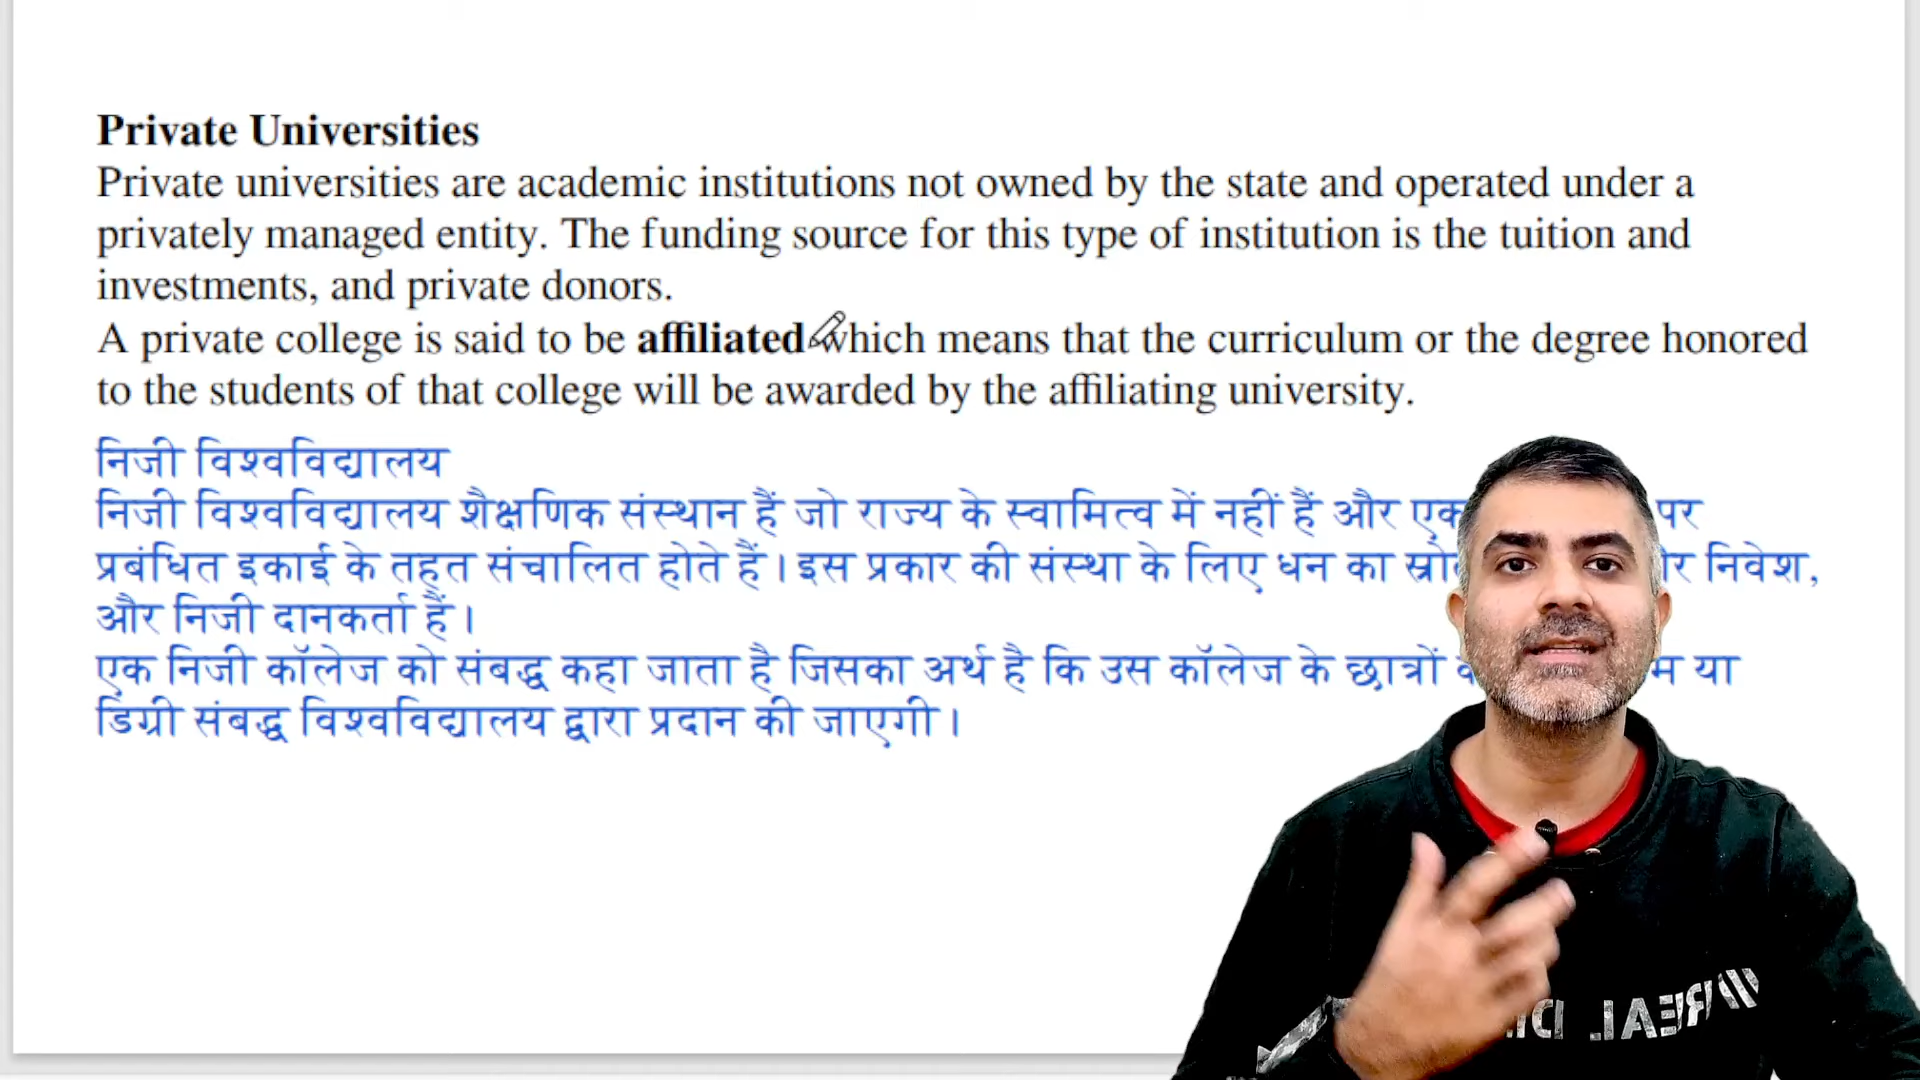 Private Universities
Private universities are academic institutions not owned by the state and operated under a
privately managed entity. The funding source for this type of institution is the tuition and
investments, and private donors.
A private college is said to be affiliated which means that the curriculum or the degree honored
to the students of that college will be awarded by the affiliating university.
निजी विश्वविद्यालय
निजी विश्वविद्यालय शैक्षणिक संस्थान हैं जो राज्य के स्वामित्व में नहीं हैं और एक पर
प्रबंधित इकाई के तहत संचालित होते हैं। इस प्रकार की संस्था के लिए धन का निवेश,
और निजी दानकर्ता हैं।
एक निजी कॉलेज को संबद्ध कहा जाता है जिसका अर्थ है कि उस कॉलेज के छात्रों या
डिग्री संबद्ध विश्वविद्यालय द्वारा प्रदान की जाएगी।
REAL